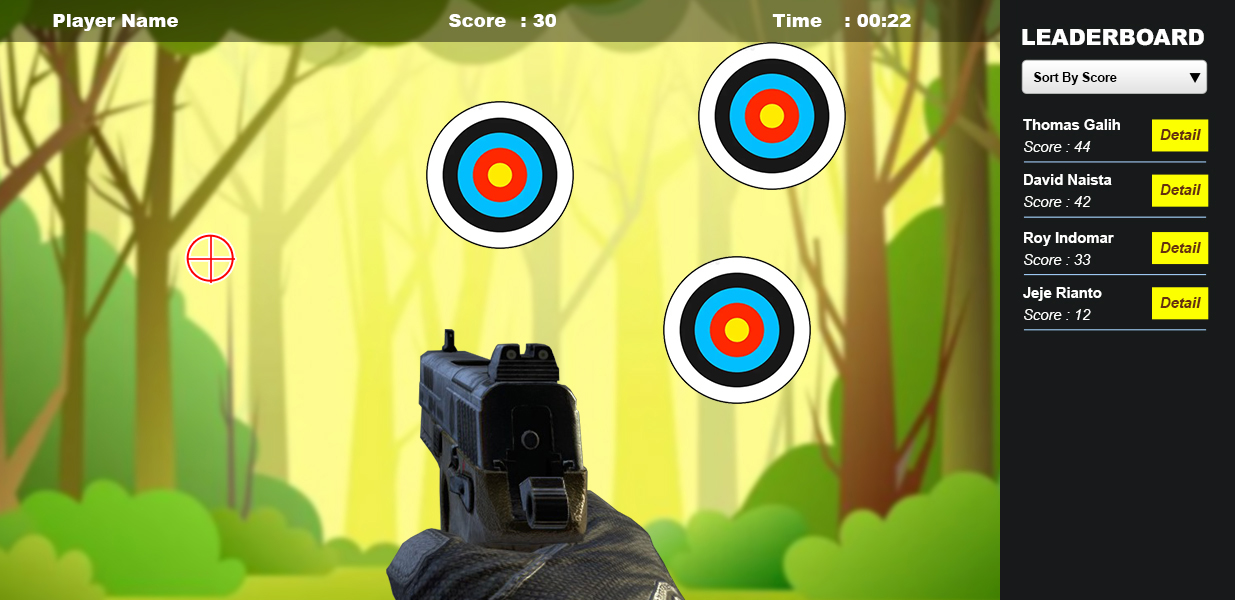 Player Name Score : 30 Time : 00:22
LEADERBOARD
Sort By Score
Thomas Galih
Score : 44
Detail
David Naista
Score : 42
Detail
Roy Indomar
Score : 33
Detail
Jeje Rianto
Score : 12
Detail